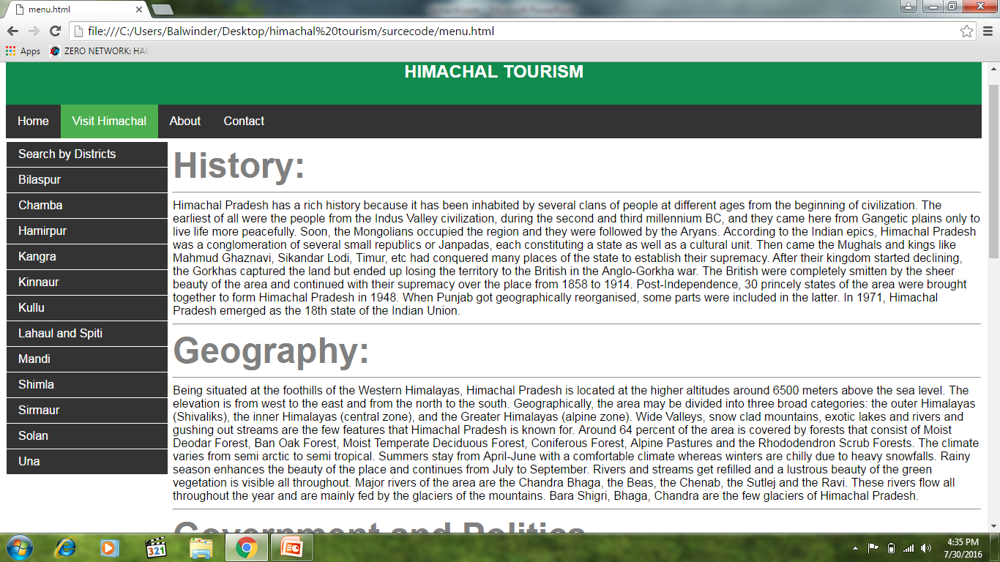 menu.html
file:///C:/Users/Balwinder/Desktop/himachal%20tourism/surcecode/menu.html
Apps
ZERO NETWORK: HAC
HIMACHAL TOURISM
Home
Visit Himachal
About
Contact
Search by Districts
Bilaspur
Chamba
Hamirpur
Kangra
Kinnaur
Kullu
Lahaul and Spiti
Mandi
Shimla
Sirmaur
Solan
Una
History:
Himachal Pradesh has a rich history because it has been inhabited by several clans of people at different ages from the beginning of civilization. The
earliest of all were the people from the Indus Valley civilization, during the second and third millennium BC, and they came here from Gangetic plains only to
live life more peacefully. Soon, the Mongolians occupied the region and they were followed by the Aryans. According to the Indian epics, Himachal Pradesh
was a conglomeration of several small republics or Janpadas, each constituting a state as well as a cultural unit. Then came the Mughals and kings like
Mahmud Ghaznavi, Sikandar Lodi, Timur, etc had conquered many places of the state to establish their supremacy. After their kingdom started declining,
the Gorkhas captured the land but ended up losing the territory to the British in the Anglo-Gorkha war. The British were completely smitten by the sheer
beauty of the area and continued with their supremacy over the place from 1858 to 1914. Post-Independence, 30 princely states of the area were brought
together to form Himachal Pradesh in 1948. When Punjab got geographically reorganised, some parts were included in the latter. In 1971, Himachal
Pradesh emerged as the 18th state of the Indian Union.
Geography:
Being situated at the foothills of the Western Himalayas, Himachal Pradesh is located at the higher altitudes around 6500 meters above the sea level. The
elevation is from west to the east and from the north to the south. Geographically, the area may be divided into three broad categories: the outer Himalayas
(Shivaliks), the inner Himalayas (central zone), and the Greater Himalayas (alpine zone). Wide Valleys, snow clad mountains, exotic lakes and rivers and
gushing out streams are the few features that Himachal Pradesh is known for. Around 64 percent of the area is covered by forests that consist of Moist
Deodar Forest, Ban Oak Forest, Moist Temperate Deciduous Forest, Coniferous Forest, Alpine Pastures and the Rhododendron Scrub Forests. The climate
varies from semi arctic to semi tropical. Summers stay from April-June with a comfortable climate whereas winters are chilly due to heavy snowfalls. Rainy
season enhances the beauty of the place and continues from July to September. Rivers and streams get refilled and a lustrous beauty of the green
vegetation is visible all throughout. Major rivers of the area are the Chandra Bhaga, the Beas, the Chenab, the Sutlej and the Ravi. These rivers flow all
throughout the year and are mainly fed by the glaciers of the mountains. Bara Shigri, Bhaga, Chandra are the few glaciers of Himachal Pradesh.
Government and Politics
321
4:35 PM
7/30/2016